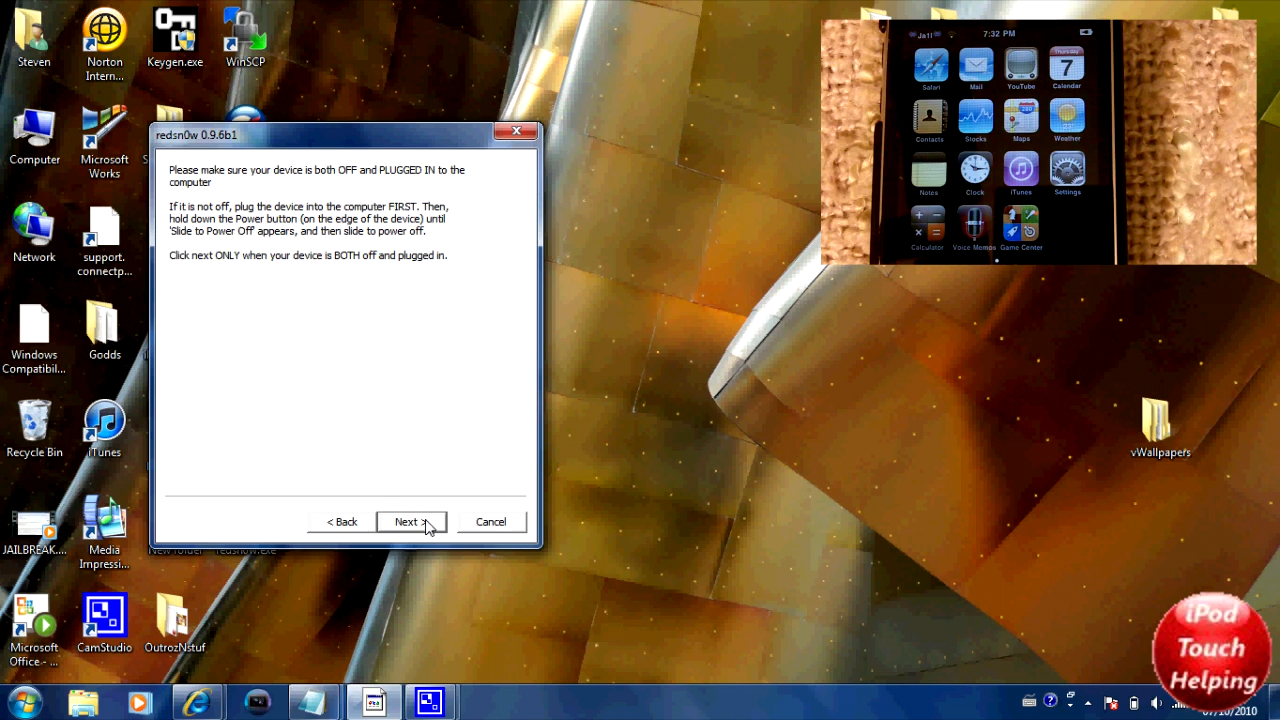 Steven
Norton
Intern...
Keygen.exe
WinSCP
Computer
Microsoft
Works
Network
support.
connectp...
Windows
Compatibil...
Godds
Recycle Bin
iTunes
JAILBREAK....
Media
Impressi...
New folder
redsn0w.exe
Microsoft
Office - ...
CamStudio
OutrozNstuf
redsn0w 0.9.6b1
Please make sure your device is both OFF and PLUGGED IN to the
computer
If it is not off, plug the device into the computer FIRST. Then,
hold down the Power button (on the edge of the device) until
'Slide to Power Off' appears, and then slide to power off.
Click next ONLY when your device is BOTH off and plugged in.
< Back
Next >
Cancel
7:32 PM
Safari
Mail
YouTube
Thursday
7
Calendar
Contacts
Stocks
280
Maps
Weather
Notes
Clock
iTunes
Settings
Calculator
Voice Memos
Game Center
vWallpapers
iPod
Touch
Helping
07/10/2010